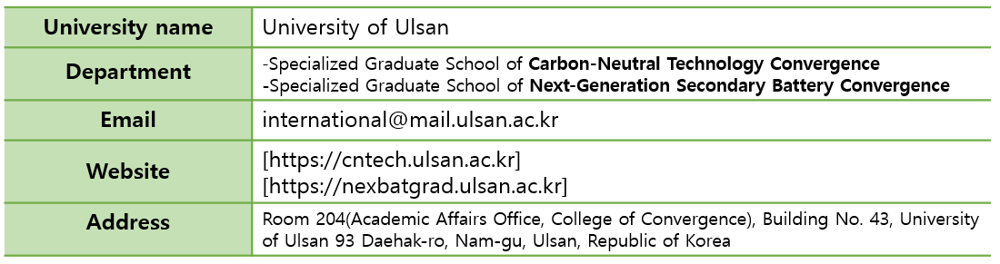 University name University of Ulsan
Department -Specialized Graduate School of Carbon-Neutral Technology Convergence
-Specialized Graduate School of Next-Generation Secondary Battery Convergence
Email international@mail.ulsan.ac.kr
Website [https://cntech.ulsan.ac.kr]
[https://nexbatgrad.ulsan.ac.kr]
Address Room 204(Academic Affairs Office, College of Convergence), Building No. 43, University
of Ulsan 93 Daehak-ro, Nam-gu, Ulsan, Republic of Korea